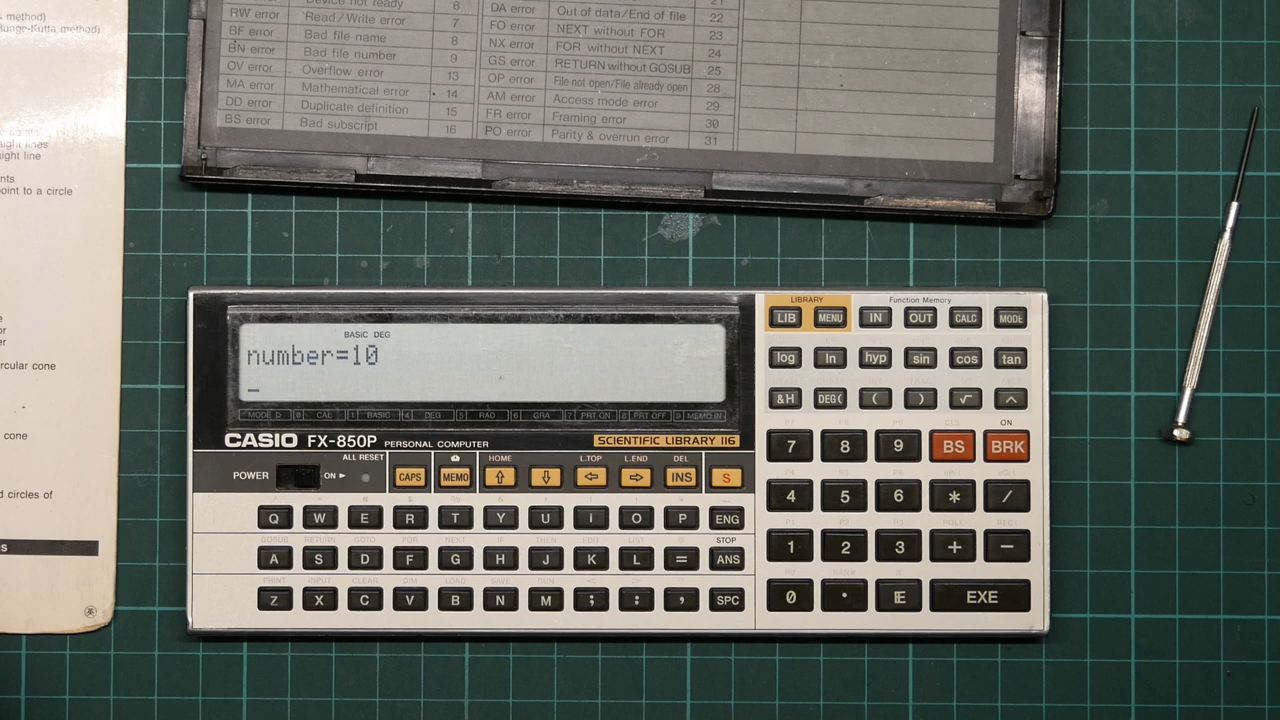 s method)
Runge-Kutta method)
aight lines
aight line
nts
point to a circle
ircular cone
cone
d circles of
Device not ready 6
RW error Read/Write error 7
BF error Bad file name 8
BN error Bad file number 9
OV error Overflow error 13
MA error Mathematical error 14
DD error Duplicate definition 15
BS error Bad subscript 16
21
DA error Out of data/End of file 22
FO error NEXT without FOR 23
NX error FOR without NEXT 24
GS error RETURN without GOSUB 25
OP error File not open/File already open 28
AM error Access mode error 29
FR error Framing error 30
PO error Parity & overrun error 31
BASIC DEG
number=10
_
MODE 0 CAL 1 BASIC 4 DEG 5 RAD 6 GRA 7 PRT ON 8 PRT OFF 9 MEMO IN
CASIO FX-850P PERSONAL COMPUTER SCIENTIFIC LIBRARY 116
ALL RESET HOME L.TOP L.END DEL
POWER ON CAPS MEMO INS S
Q W E R T Y U I O P ENG
GOSUB RETURN GOTO FOR NEXT IF THEN EDIT LIST STOP
A S D F G H J K L = ANS
PRINT INPUT CLEAR DIM LOAD SAVE RUN
Z X C V B N M ; : , SPC
LIBRARY Function Memory
LIB MENU IN OUT CALC MODE
log ln hyp sin cos tan
&H DEG( ( ) √ ^
ON
7 8 9 BS BRK
4 5 6 * /
1 2 3 + −
0 · E EXE